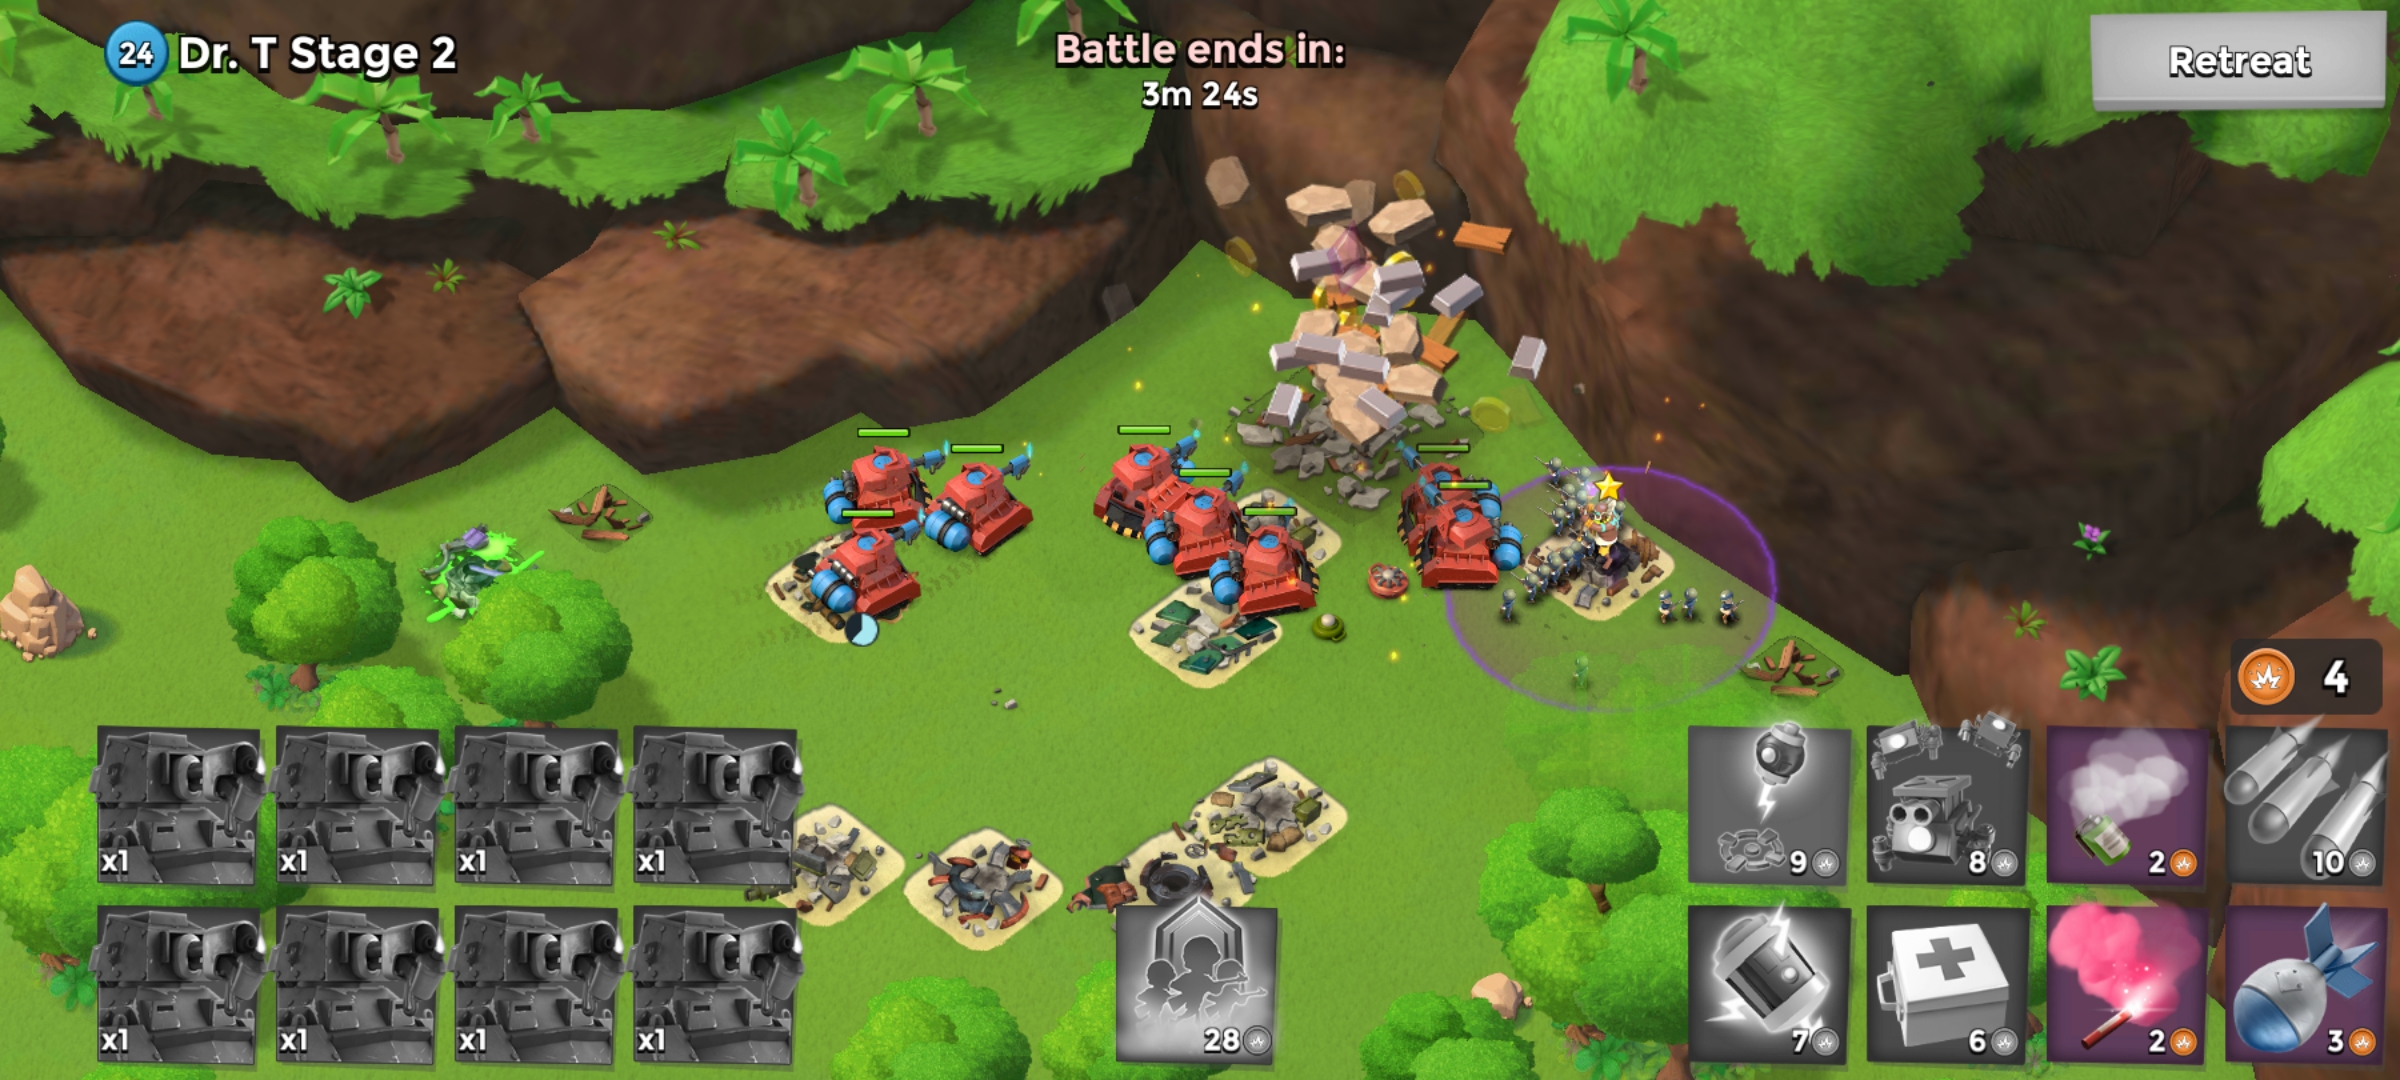 24 Dr. T Stage 2
Battle ends in:
3m 24s
Retreat
4
x1 x1 x1 x1
9 8 2 10
x1 x1 x1 x1
28
7 6 2 3